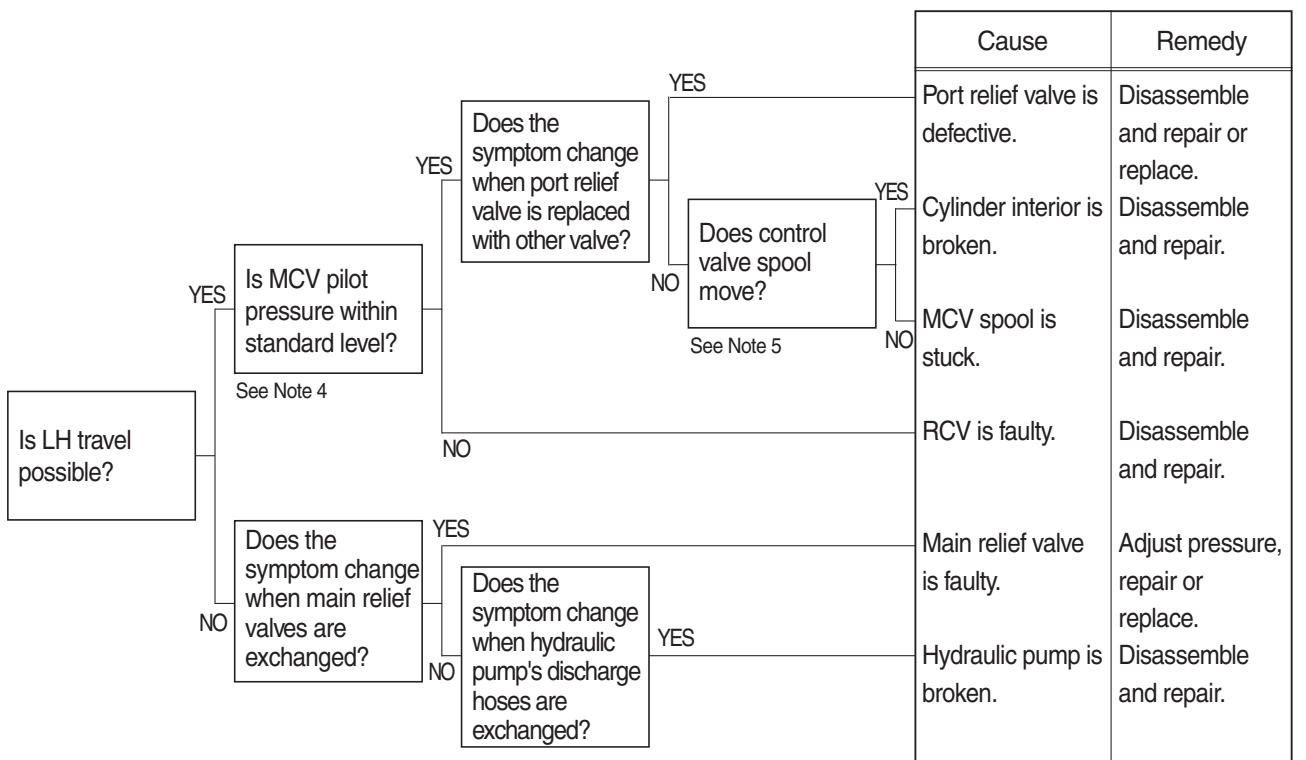 Cause
Remedy
YES
Port relief valve is
defective.
Disassemble
and repair or
replace.
Does the
symptom change
when port relief
valve is replaced
with other valve?
YES
YES
Cylinder interior is
broken.
Disassemble
and repair.
Does control
valve spool
move?
NO
See Note 5
NO
MCV spool is
stuck.
Disassemble
and repair.
YES
Is MCV pilot
pressure within
standard level?
See Note 4
NO
RCV is faulty.
Disassemble
and repair.
Is LH travel
possible?
NO
Does the
symptom change
when main relief
valves are
exchanged?
YES
Main relief valve
is faulty.
Adjust pressure,
repair or
replace.
NO
Does the
symptom change
when hydraulic
pump's discharge
hoses are
exchanged?
YES
Hydraulic pump is
broken.
Disassemble
and repair.